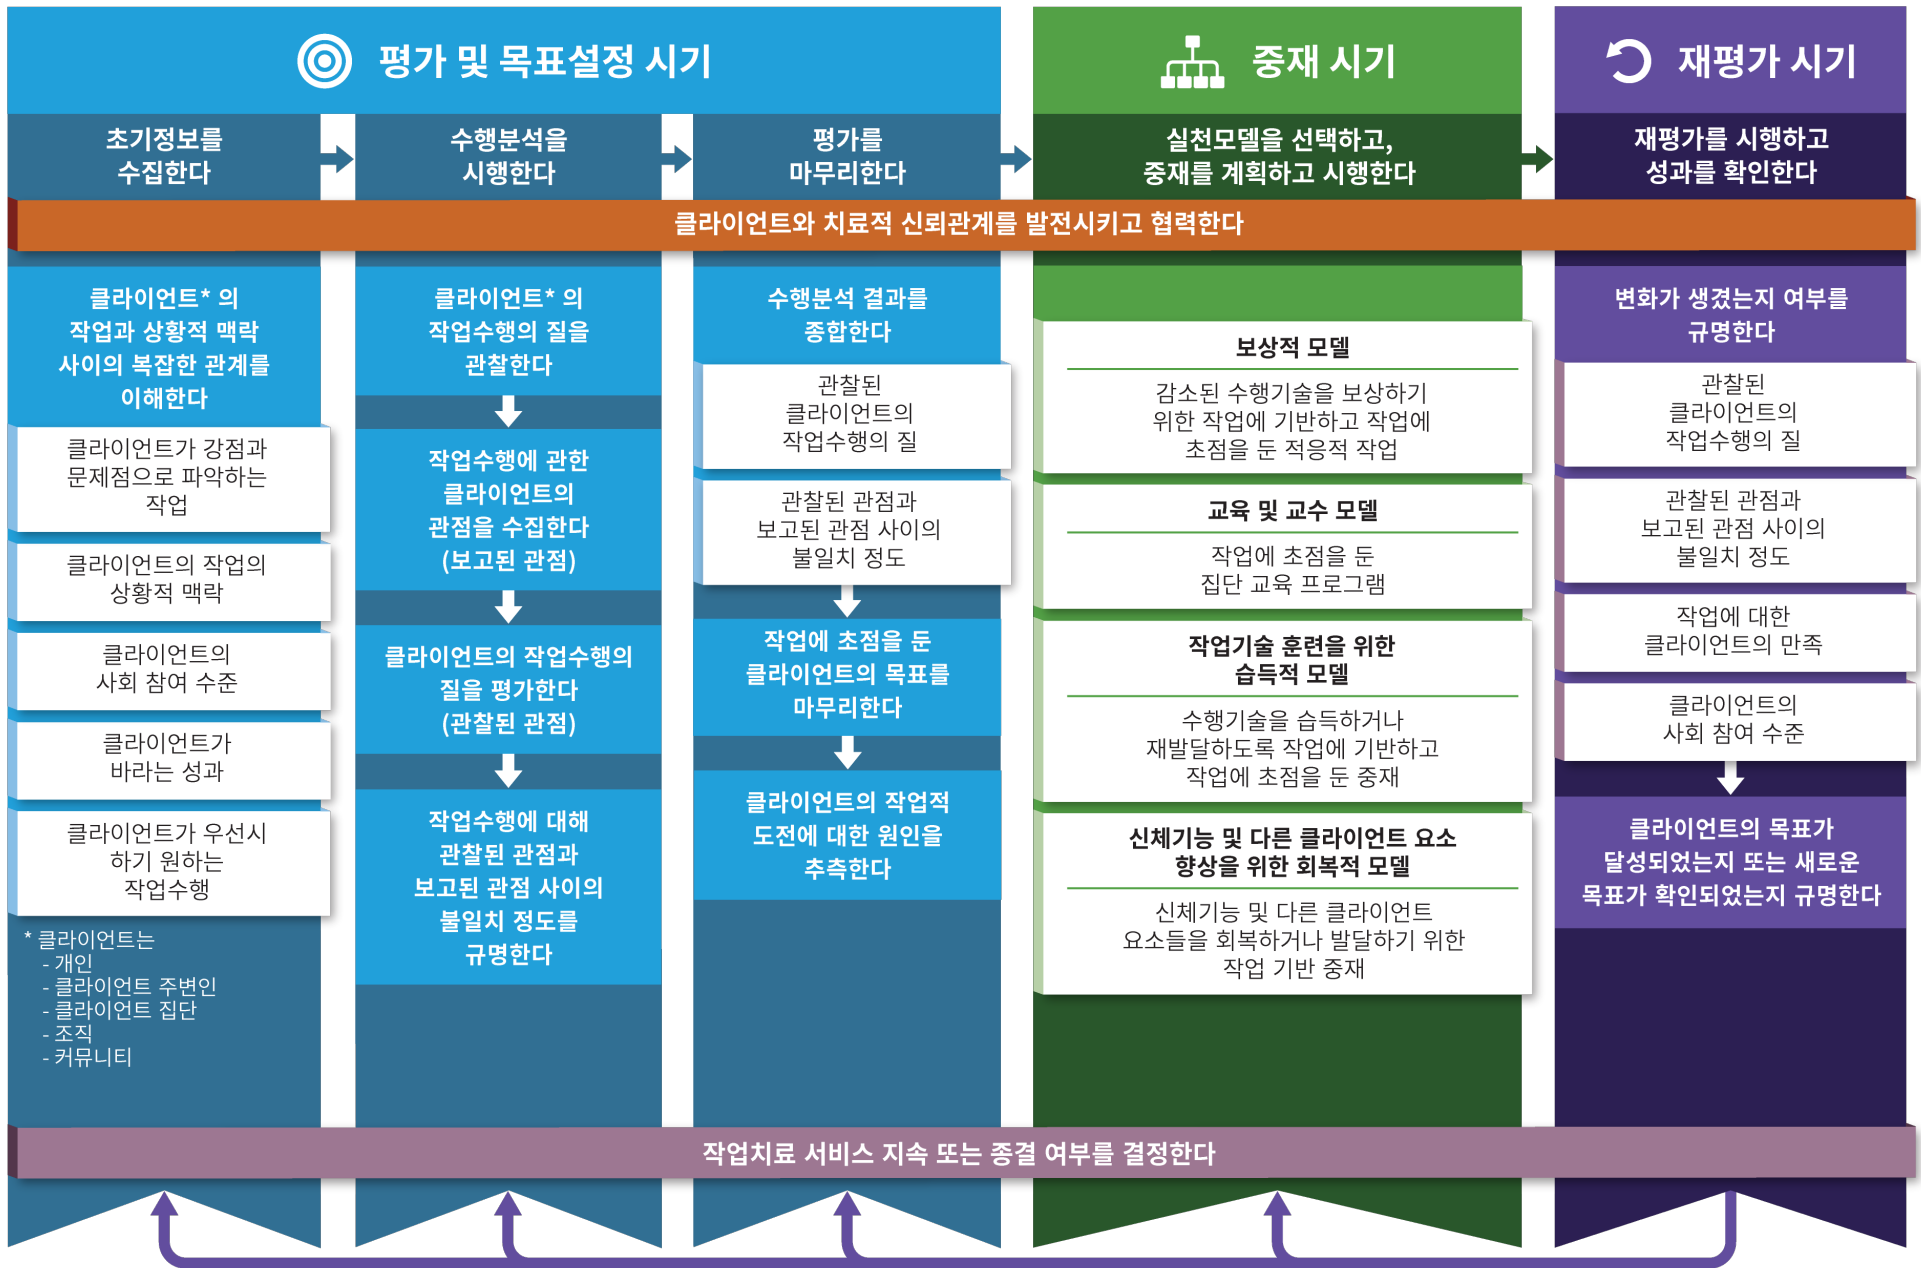 평가 및 목표설정 시기
중재 시기
재평가 시기
초기정보를
수집한다
수행분석을
시행한다
평가를
마무리한다
실천모델을 선택하고,
중재를 계획하고 시행한다
재평가를 시행하고
성과를 확인한다
클라이언트와 치료적 신뢰관계를 발전시키고 협력한다
클라이언트* 의
작업과 상황적 맥락
사이의 복잡한 관계를
이해한다
클라이언트가 강점과
문제점으로 파악하는
작업
클라이언트의 작업의
상황적 맥락
클라이언트의
사회 참여 수준
클라이언트가
바라는 성과
클라이언트가 우선시
하기 원하는
작업수행
* 클라이언트는
- 개인
- 클라이언트 주변인
- 클라이언트 집단
- 조직
- 커뮤니티
클라이언트* 의
작업수행의 질을
관찰한다
작업수행에 관한
클라이언트의
관점을 수집한다
(보고된 관점)
클라이언트의 작업수행의
질을 평가한다
(관찰된 관점)
작업수행에 대해
관찰된 관점과
보고된 관점 사이의
불일치 정도를
규명한다
수행분석 결과를
종합한다
관찰된
클라이언트의
작업수행의 질
관찰된 관점과
보고된 관점 사이의
불일치 정도
작업에 초점을 둔
클라이언트의 목표를
마무리한다
클라이언트의 작업적
도전에 대한 원인을
추측한다
보상적 모델
감소된 수행기술을 보상하기
위한 작업에 기반하고 작업에
초점을 둔 적응적 작업
교육 및 교수 모델
작업에 초점을 둔
집단 교육 프로그램
작업기술 훈련을 위한
습득적 모델
수행기술을 습득하거나
재발달하도록 작업에 기반하고
작업에 초점을 둔 중재
신체기능 및 다른 클라이언트 요소
향상을 위한 회복적 모델
신체기능 및 다른 클라이언트
요소들을 회복하거나 발달하기 위한
작업 기반 중재
변화가 생겼는지 여부를
규명한다
관찰된
클라이언트의
작업수행의 질
관찰된 관점과
보고된 관점 사이의
불일치 정도
작업에 대한
클라이언트의 만족
클라이언트의
사회 참여 수준
클라이언트의 목표가
달성되었는지 또는 새로운
목표가 확인되었는지 규명한다
작업치료 서비스 지속 또는 종결 여부를 결정한다